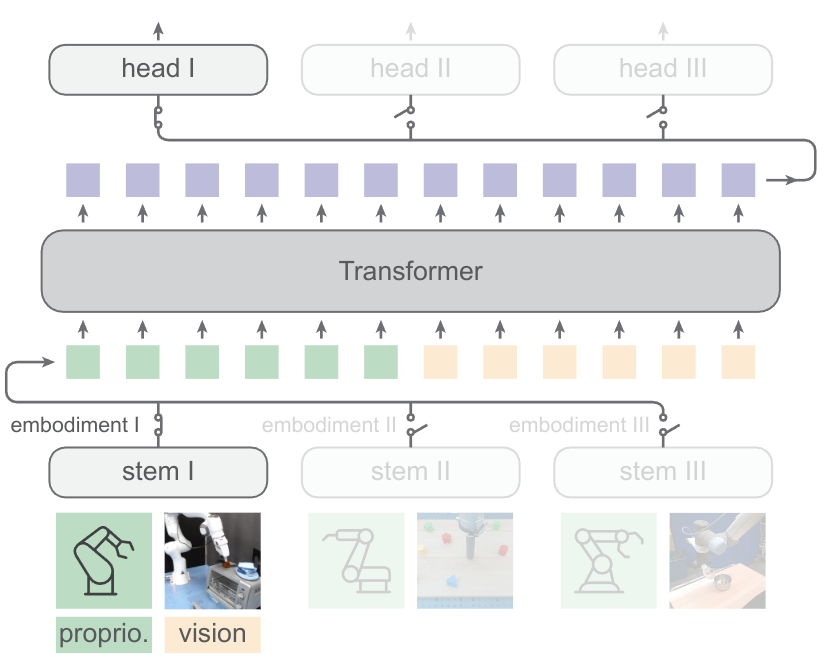 head I
head II
head III
Transformer
embodiment I
embodiment II
embodiment III
stem I
stem II
stem III
proprio.
vision